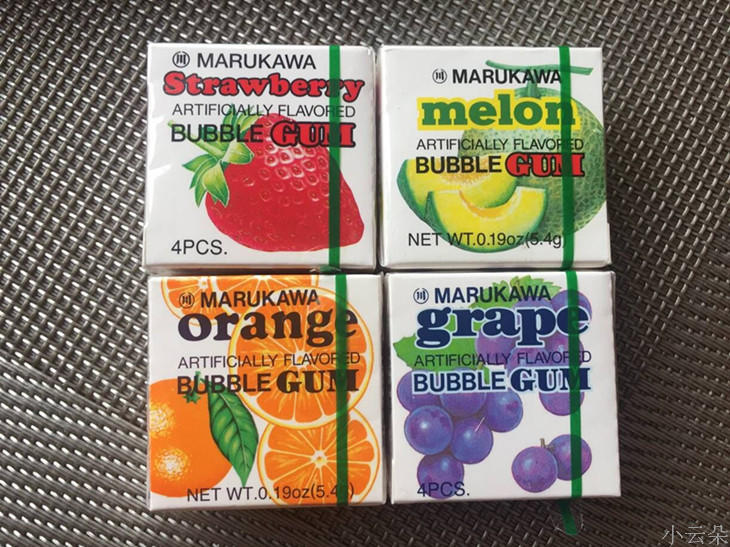 MARUKAWA
Strawberry
ARTIFICIALLY FLAVORED
BUBBLE GUM
4PCS.
MARUKAWA
melon
ARTIFICIALLY FLAVORED
BUBBLE GUM
NET WT.0.19oz(5.4g)
MARUKAWA
orange
ARTIFICIALLY FLAVORED
BUBBLE GUM
NET WT.0.19oz(5.4g)
MARUKAWA
grape
ARTIFICIALLY FLAVORED
BUBBLE GUM
4PCS.
小云朵